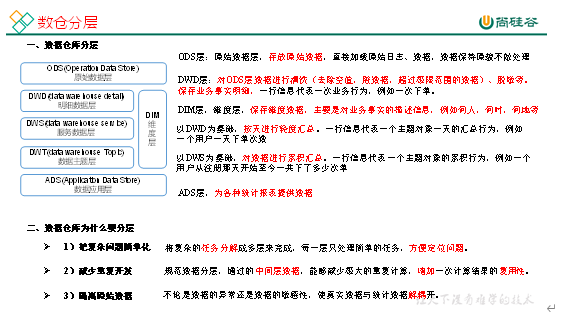 数仓分层
尚硅谷
一、数据仓库分层
ODS(Operation Data Store)
原始数据层
DWD(data warehouse detail)
明细数据层
DWS(data warehouse service)
服务数据层
DWT(data warehouse Topic)
数据主题层
ADS(Application Data Store)
数据应用层
DIM
维
度
层
ODS层:原始数据层,存放原始数据,直接加载原始日志、数据,数据保持原貌不做处理
DWD层:对ODS层数据进行清洗(去除空值,脏数据,超过极限范围的数据)、脱敏等。
保存业务事实明细,一行信息代表一次业务行为,例如一次下单。
DIM层,维度层,保存维度数据,主要是对业务事实的描述信息,例如何人,何时,何地等
以DWD为基础,按天进行轻度汇总。一行信息代表一个主题对象一天的汇总行为,例如
一个用户一天下单次数
以DWS为基础,对数据进行累积汇总。一行信息代表一个主题对象的累积行为,例如一个
用户从注册那天开始至今一共下了多少次单
ADS层,为各种统计报表提供数据
二、数据仓库为什么要分层
➢ 1)把复杂问题简单化
将复杂的任务分解成多层来完成,每一层只处理简单的任务,方便定位问题。
➢ 2)减少重复开发
规范数据分层,通过的中间层数据,能够减少极大的重复计算,增加一次计算结果的复用性。
➢ 3)隔离原始数据
不论是数据的异常还是数据的敏感性,使真实数据与统计数据解耦开。
让天下没有难学的技术